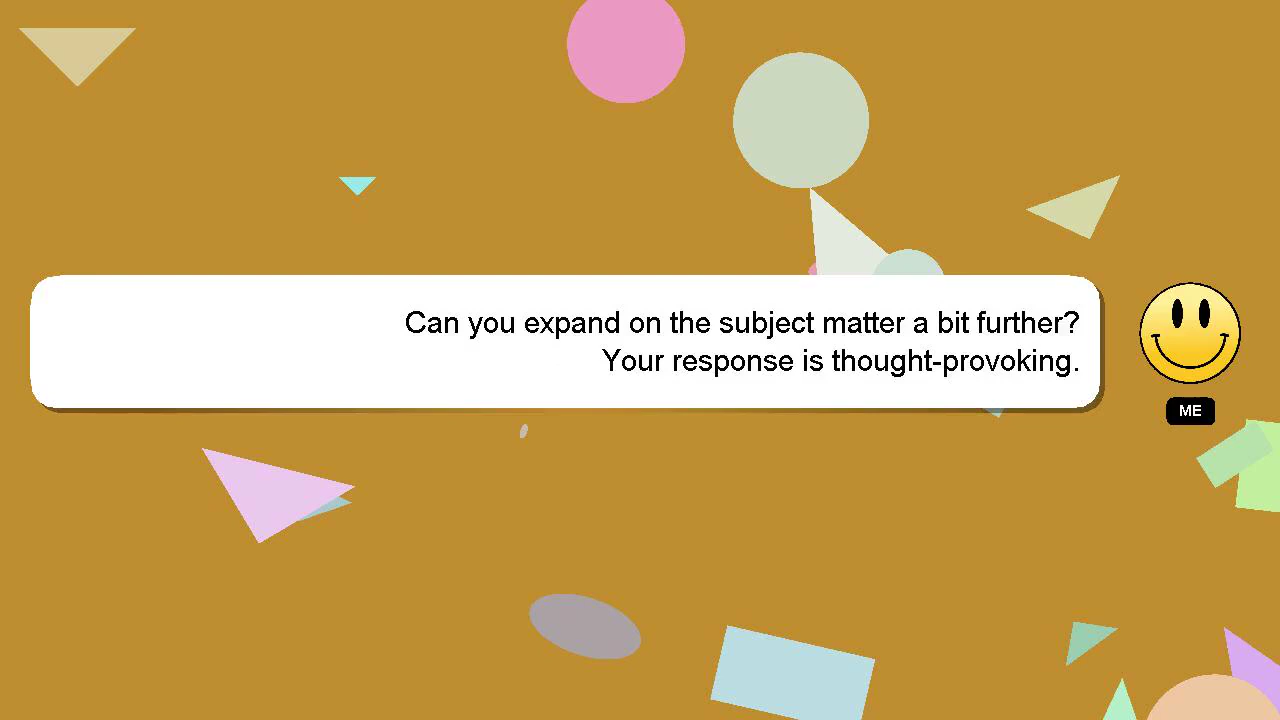 Can you expand on the subject matter a bit further?
Your response is thought-provoking.
ME